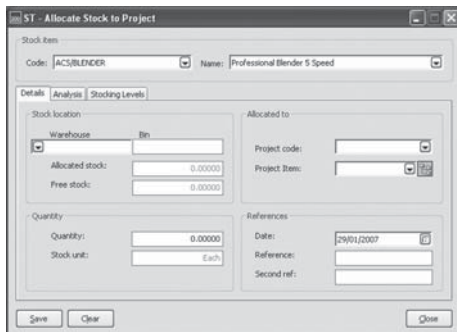 ST - Allocate Stock to Project
Stock item
Code: ACS/BLENDER Name: Professional Blender 5 Speed
Details Analysis Stocking Levels
Stock location
Warehouse Bin
Allocated stock: 0.00000
Free stock: 0.00000
Allocated to
Project code:
Project Item:
Quantity
Quantity: 0.00000
Stock unit: Each
References
Date: 29/01/2007
Reference:
Second ref:
Save Clear Close